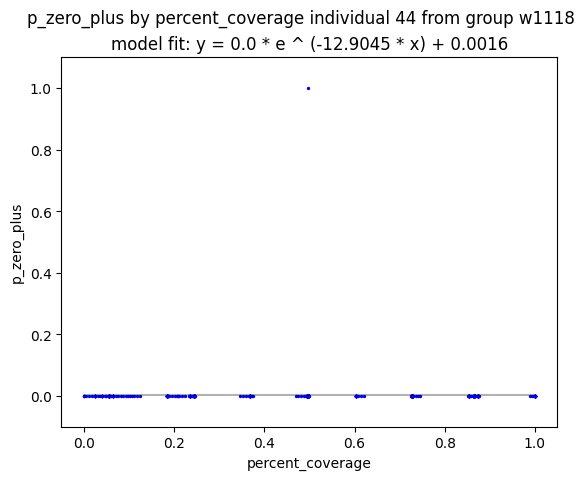 p_zero_plus by percent_coverage individual 44 from group w1118
model fit: y = 0.0 * e ^ (-12.9045 * x) + 0.0016
1.0
0.8
0.6
0.4
0.2
0.0
p_zero_plus
0.0 0.2 0.4 0.6 0.8 1.0
percent_coverage